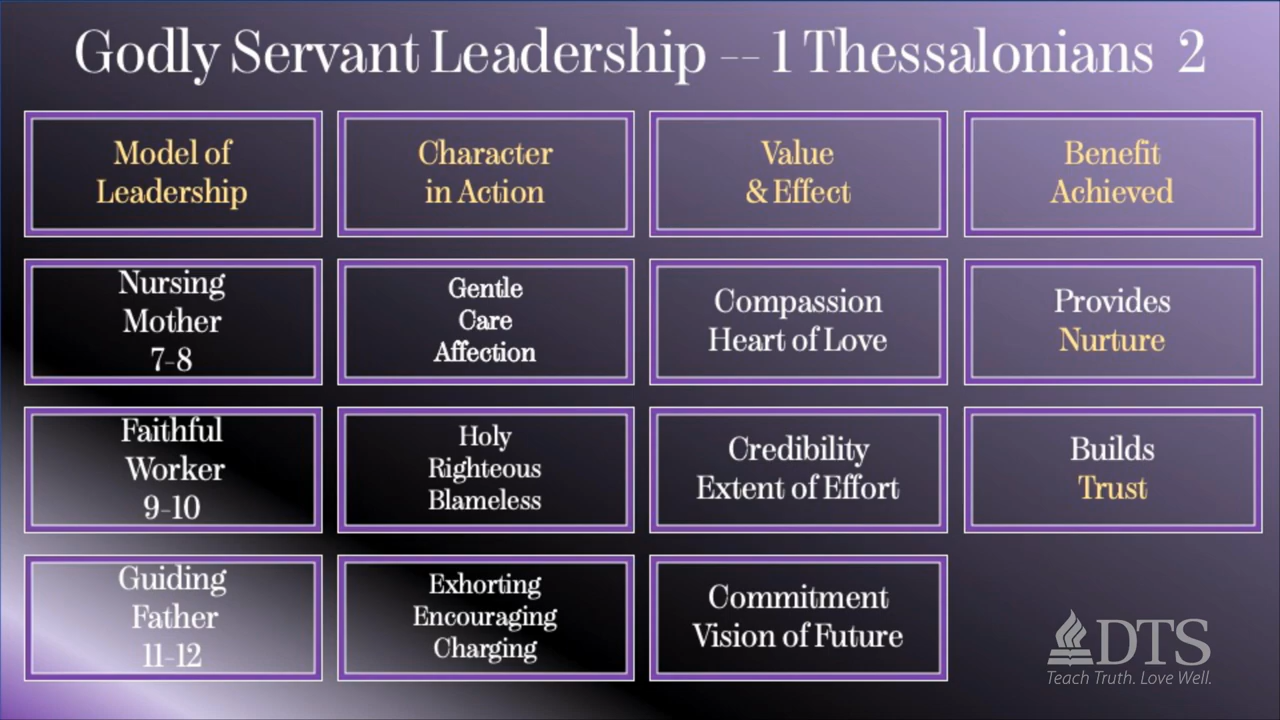 Godly Servant Leadership -- 1 Thessalonians 2
Model of
Leadership
Character
in Action
Value
& Effect
Benefit
Achieved
Nursing
Mother
7-8
Gentle
Care
Affection
Compassion
Heart of Love
Provides
Nurture
Faithful
Worker
9-10
Holy
Righteous
Blameless
Credibility
Extent of Effort
Builds
Trust
Guiding
Father
11-12
Exhorting
Encouraging
Charging
Commitment
Vision of Future
DTS
Teach Truth. Love Well.